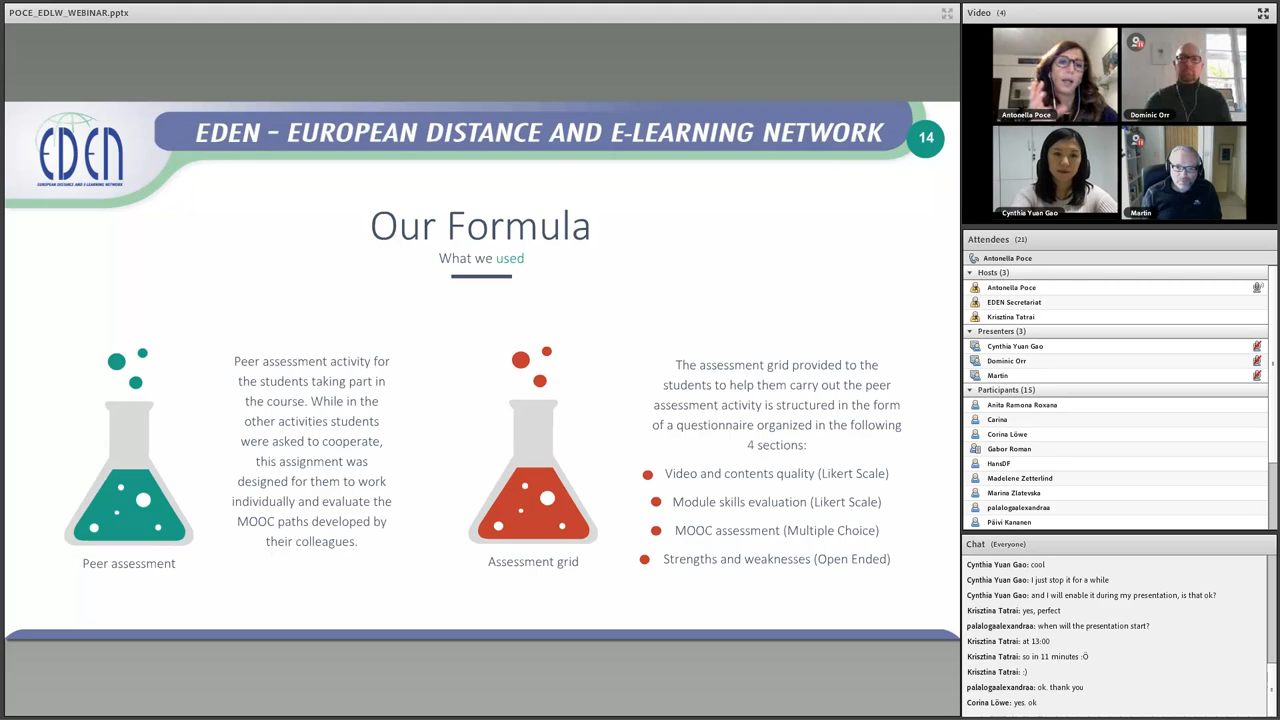 POCE_EDLW_WEBINAR.pptx
EDEN
EUROPEAN DISTANCE AND E-LEARNING NETWORK
EDEN – EUROPEAN DISTANCE AND E-LEARNING NETWORK
14
Our Formula
What we used
Peer assessment activity for
the students taking part in
the course. While in the
other activities students
were asked to cooperate,
this assignment was
designed for them to work
individually and evaluate the
MOOC paths developed by
their colleagues.
Peer assessment
Assessment grid
The assessment grid provided to the
students to help them carry out the peer
assessment activity is structured in the form
of a questionnaire organized in the following
4 sections:
Video and contents quality (Likert Scale)
Module skills evaluation (Likert Scale)
MOOC assessment (Multiple Choice)
Strengths and weaknesses (Open Ended)
Video (4)
Antonella Poce
Dominic Orr
Cynthia Yuan Gao
Martin
Attendees (21)
Antonella Poce
Hosts (3)
Antonella Poce
EDEN Secretariat
Krisztina Tatrai
Presenters (3)
Cynthia Yuan Gao
Dominic Orr
Martin
Participants (15)
Anita Ramona Roxana
Carina
Corina Löwe
Gabor Roman
HansDF
Madelene Zetterlind
Marina Zlatevska
palalogaalexandraa
Päivi Kananen
Chat (Everyone)
Cynthia Yuan Gao: cool
Cynthia Yuan Gao: I just stop it for a while
Cynthia Yuan Gao: and I will enable it during my presentation, is that ok?
Krisztina Tatrai: yes, perfect
palalogaalexandraa: when will the presentation start?
Krisztina Tatrai: at 13:00
Krisztina Tatrai: so in 11 minutes :Ö
Krisztina Tatrai: :)
palalogaalexandraa: ok. thank you
Corina Löwe: yes. ok